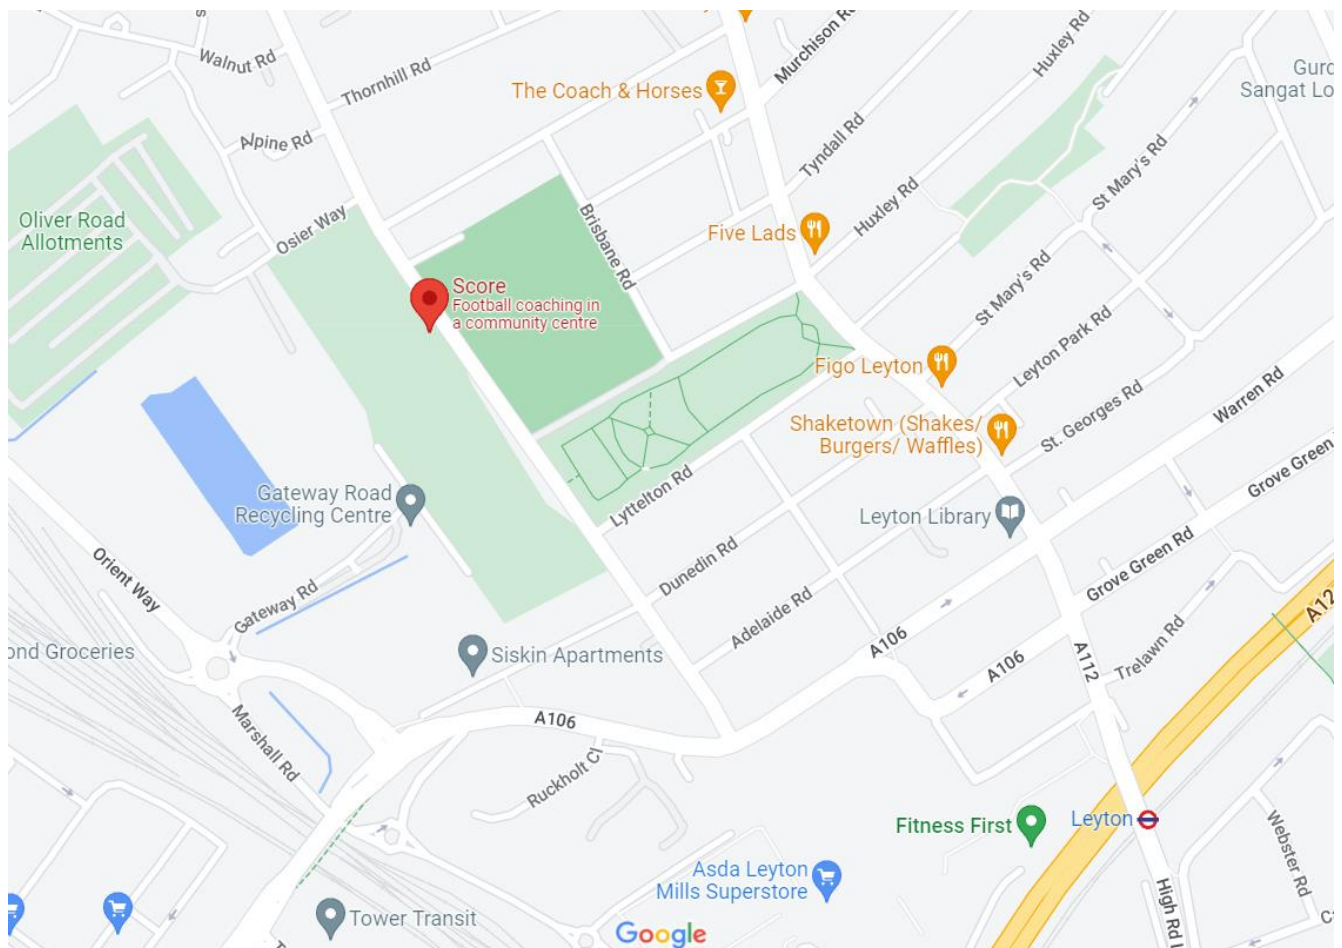 Walnut Rd
Thornhill Rd
Murchison Rd
Huxley Rd
The Coach & Horses
Sangat Lo
Alpine Rd
Tyndall Rd
St Mary's Rd
Oliver Road
Allotments
Osier Way
Brisbane Rd
Huxley Rd
Five Lads
Score
Football coaching in
a community centre
St Mary's Rd
Leyton Park Rd
Figo Leyton
Warren Rd
Shaketown (Shakes/
Burgers/ Waffles)
St. Georges Rd
Grove Green
Gateway Road
Recycling Centre
Lyttelton Rd
Leyton Library
Orient Way
Dunedin Rd
Grove Green Rd
Gateway Rd
Adelaide Rd
A12
A106
Trelawn Rd
ond Groceries
Siskin Apartments
A106
A112
Marshall Rd
A106
Ruckholt Cl
Fitness First
Leyton
Webster Rd
Asda Leyton
Mills Superstore
High Rd L
Tower Transit
Google